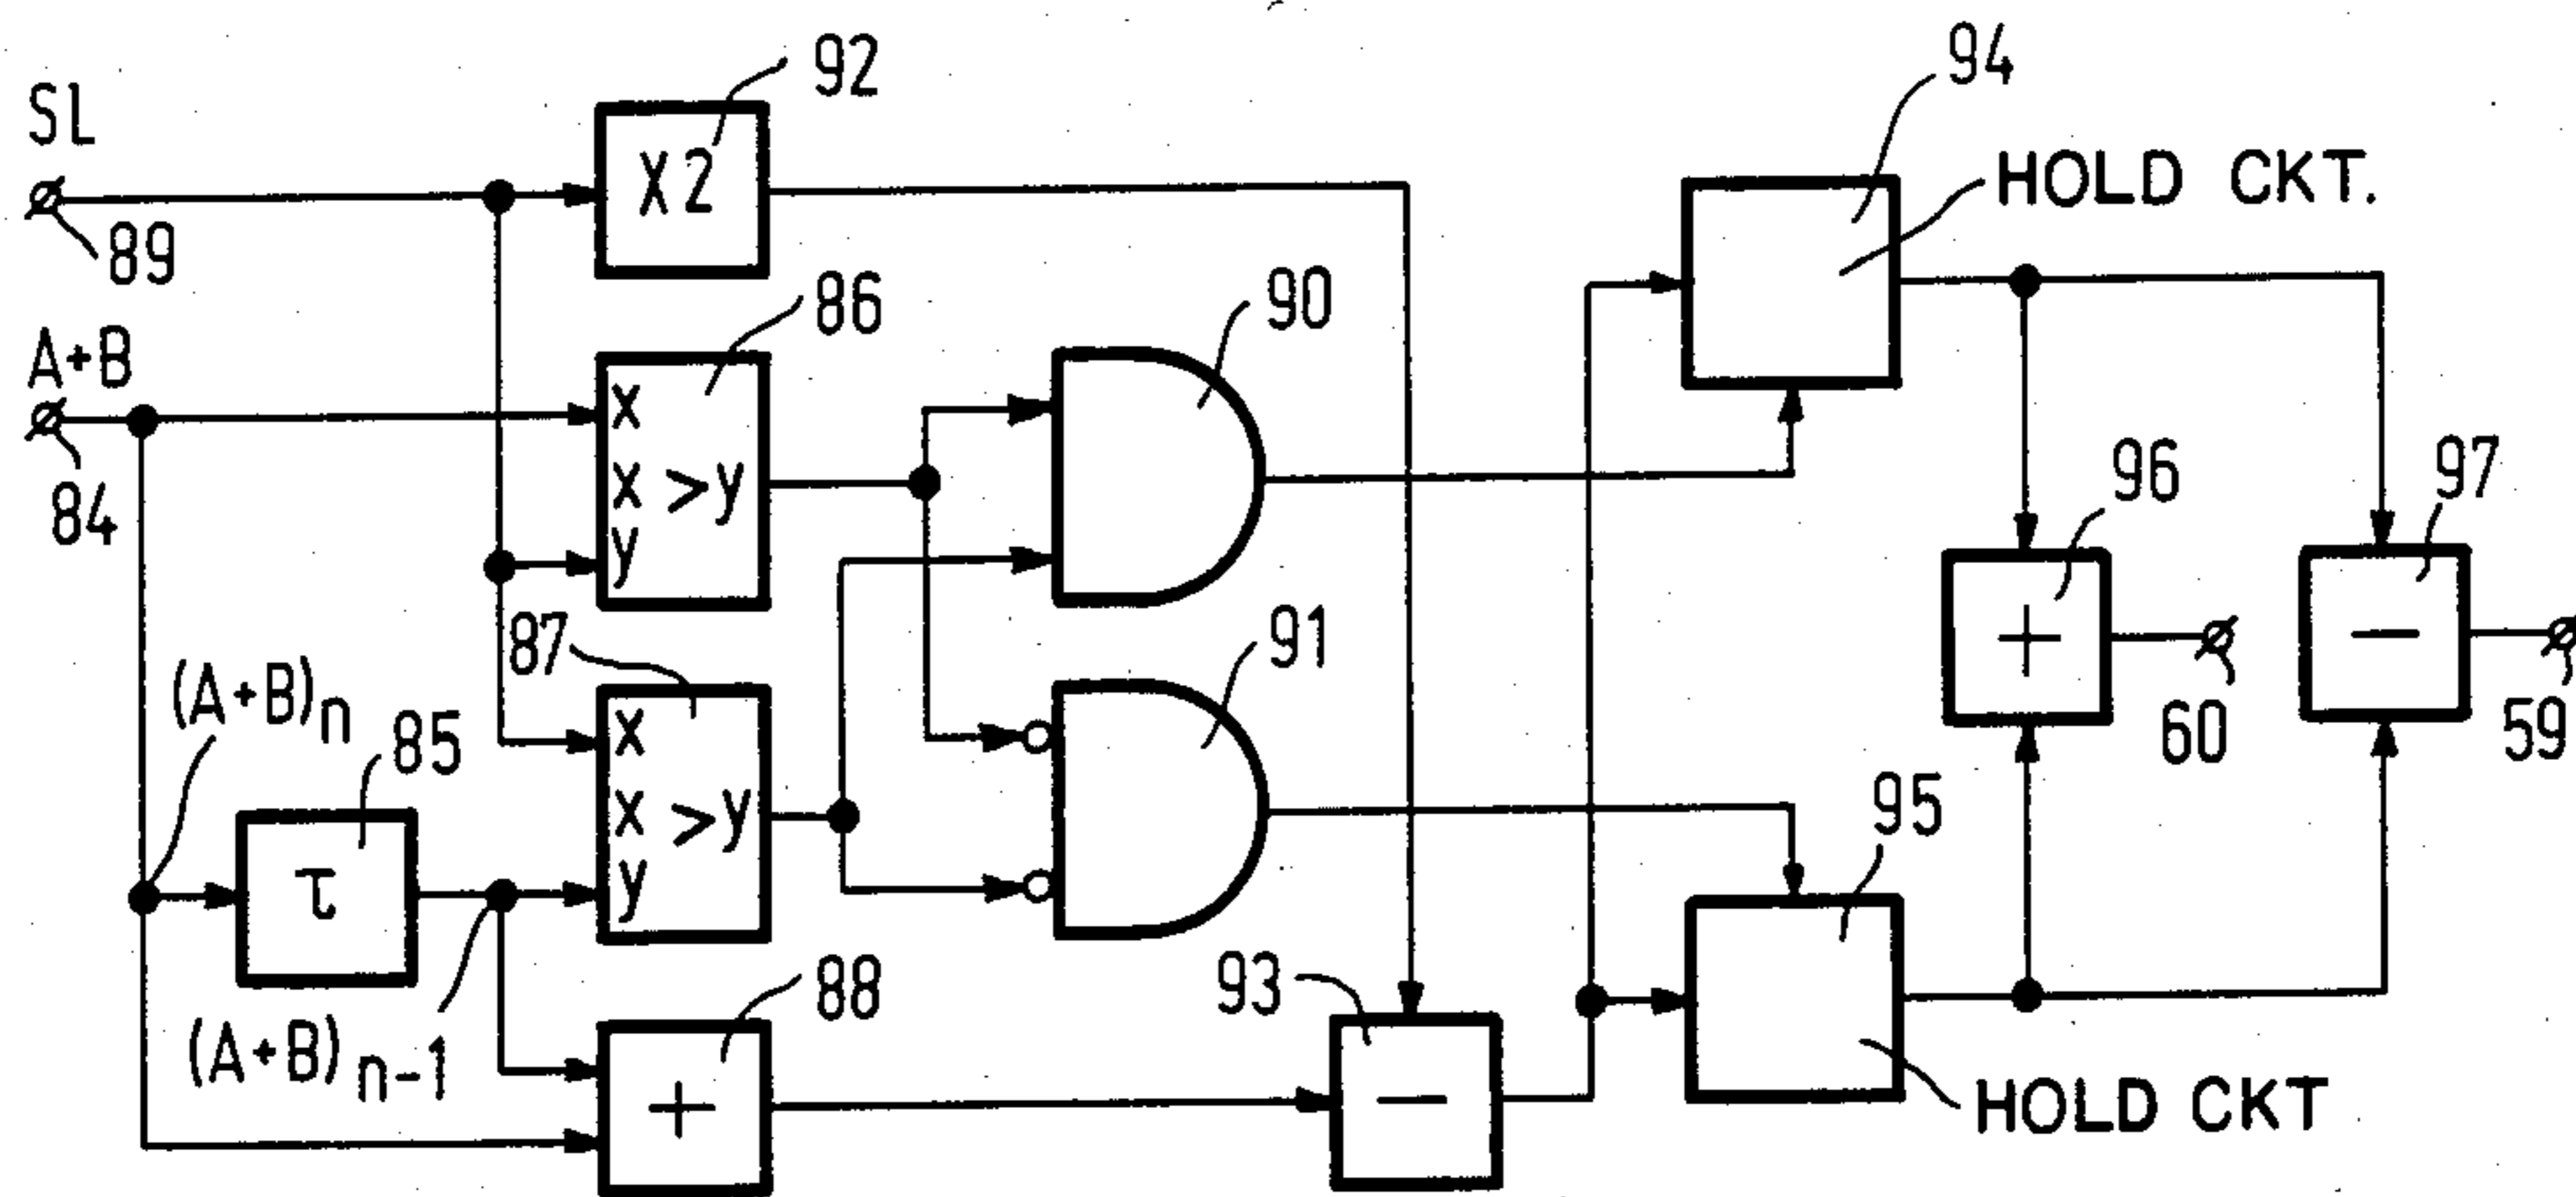 SL
89
92
X2
94
HOLD CKT.
A+B
84
86
x
x >y
y
90
96
97
(A+B)n
85
τ
87
x
x >y
y
91
+
60
−
59
(A+B)n-1
88
+
93
−
95
HOLD CKT